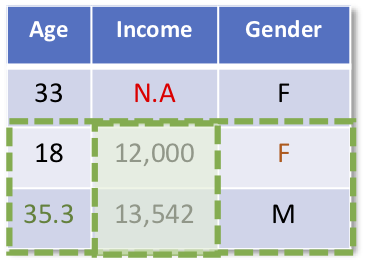 Age Income Gender
33 N.A F
18 12,000 F
35.3 13,542 M